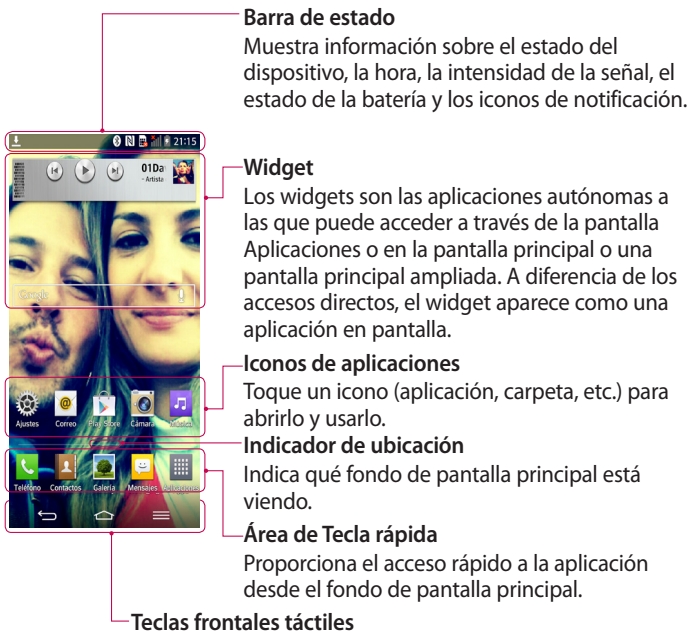 Barra de estado
Muestra información sobre el estado del
dispositivo, la hora, la intensidad de la señal, el
estado de la batería y los iconos de notificación.
21:15
01Da
- Artista
Google
Widget
Los widgets son las aplicaciones autónomas a
las que puede acceder a través de la pantalla
Aplicaciones o en la pantalla principal o una
pantalla principal ampliada. A diferencia de los
accesos directos, el widget aparece como una
aplicación en pantalla.
Iconos de aplicaciones
Toque un icono (aplicación, carpeta, etc.) para
abrirlo y usarlo.
Ajustes Correo Play Store Cámara Música
Indicador de ubicación
Indica qué fondo de pantalla principal está
viendo.
Teléfono Contactos Galería Mensajes Aplicaciones
Área de Tecla rápida
Proporciona el acceso rápido a la aplicación
desde el fondo de pantalla principal.
Teclas frontales táctiles